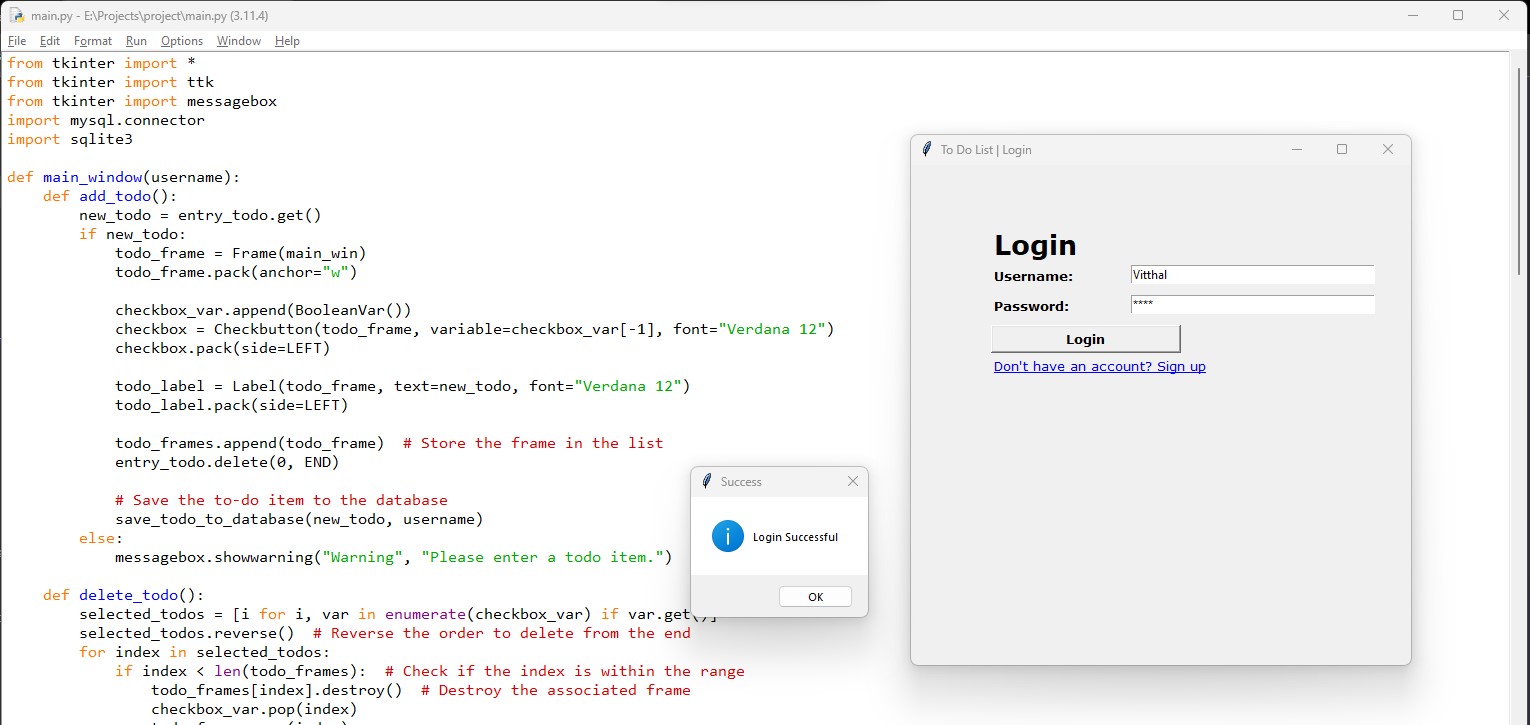 main.py - E:\Projects\project\main.py (3.11.4)
File Edit Format Run Options Window Help
from tkinter import *
from tkinter import ttk
from tkinter import messagebox
import mysql.connector
import sqlite3
def main_window(username):
def add_todo():
new_todo = entry_todo.get()
if new_todo:
todo_frame = Frame(main_win)
todo_frame.pack(anchor="w")
checkbox_var.append(BooleanVar())
checkbox = Checkbutton(todo_frame, variable=checkbox_var[-1], font="Verdana 12")
checkbox.pack(side=LEFT)
todo_label = Label(todo_frame, text=new_todo, font="Verdana 12")
todo_label.pack(side=LEFT)
todo_frames.append(todo_frame)  # Store the frame in the list
entry_todo.delete(0, END)
# Save the to-do item to the database
save_todo_to_database(new_todo, username)
else:
messagebox.showwarning("Warning", "Please enter a todo item.")
def delete_todo():
selected_todos = [i for i, var in enumerate(checkbox_var) if var.get()]
selected_todos.reverse()  # Reverse the order to delete from the end
for index in selected_todos:
if index < len(todo_frames):  # Check if the index is within the range
todo_frames[index].destroy()  # Destroy the associated frame
checkbox_var.pop(index)
To Do List | Login
Login
Username: Vitthal
Password: ****
Login
Don't have an account? Sign up
Success
Login Successful
OK